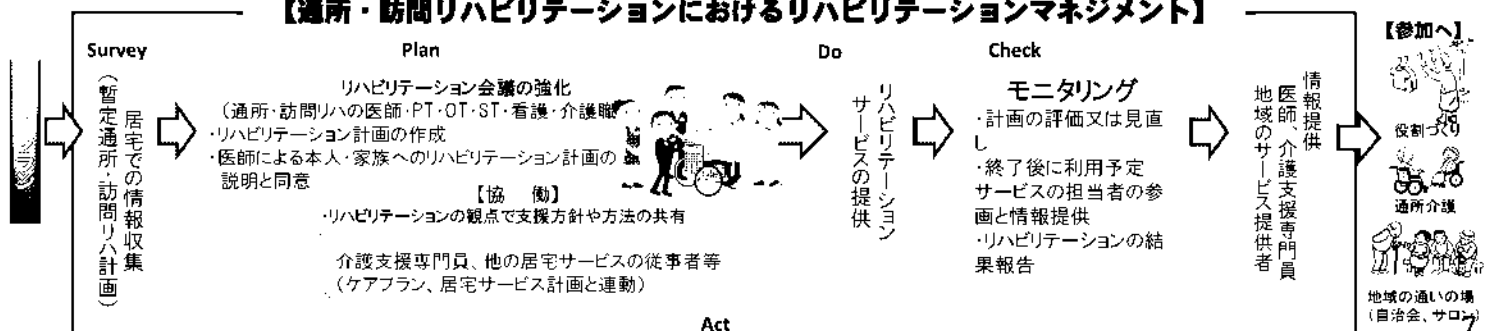 【通所・訪問リハビリテーションにおけるリハビリテーションマネジメント】
Survey
居宅での情報収集
（暫定通所・訪問リハ計画）
Plan
リハビリテーション会議の強化
（通所・訪問リハの医師・PT・OT・ST・看護・介護職
・リハビリテーション計画の作成
・医師による本人・家族へのリハビリテーション計画の
説明と同意
【協　働】
・リハビリテーションの観点で支援方針や方法の共有
介護支援専門員、他の居宅サービスの従事者等
（ケアプラン、居宅サービス計画と連動）
Do
リハビリテーション
サービスの提供
Check
モニタリング
・計画の評価又は見直
し
・終了後に利用予定
サービスの担当者の参
画と情報提供
・リハビリテーションの結
果報告
情報提供
医師、介護支援専門員
地域のサービス提供者
【参加へ】
役割づくり
通所介護
地域の通いの場
（自治会、サロン）
7
Act